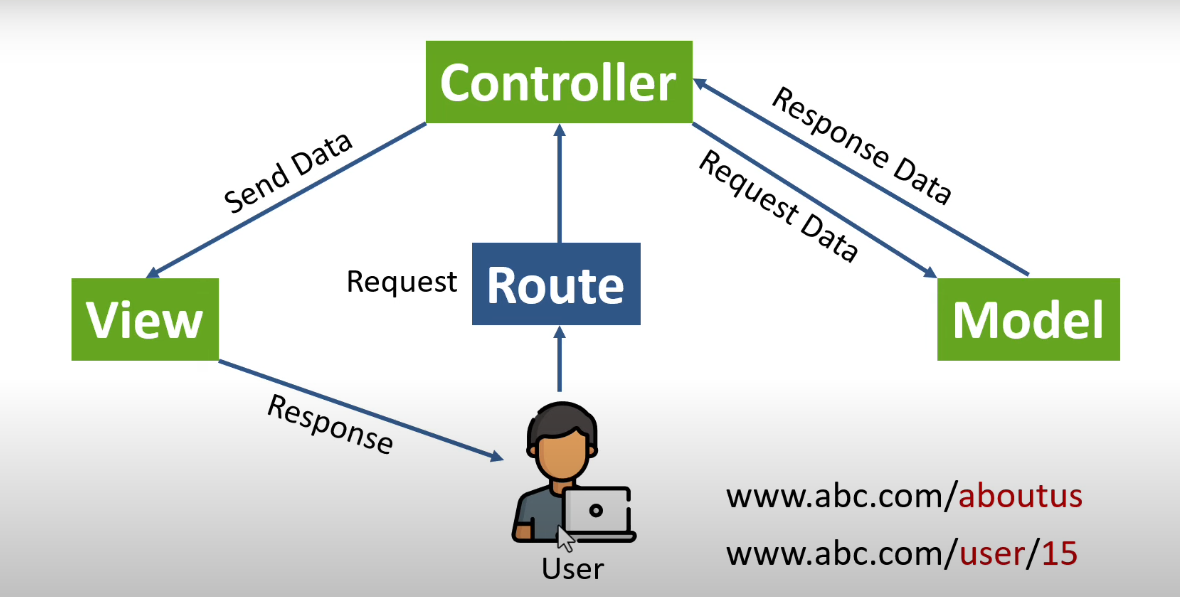 Controller
Send Data
Response Data
Request Data
Request
Route
View
Model
Response
www.abc.com/aboutus
www.abc.com/user/15
User